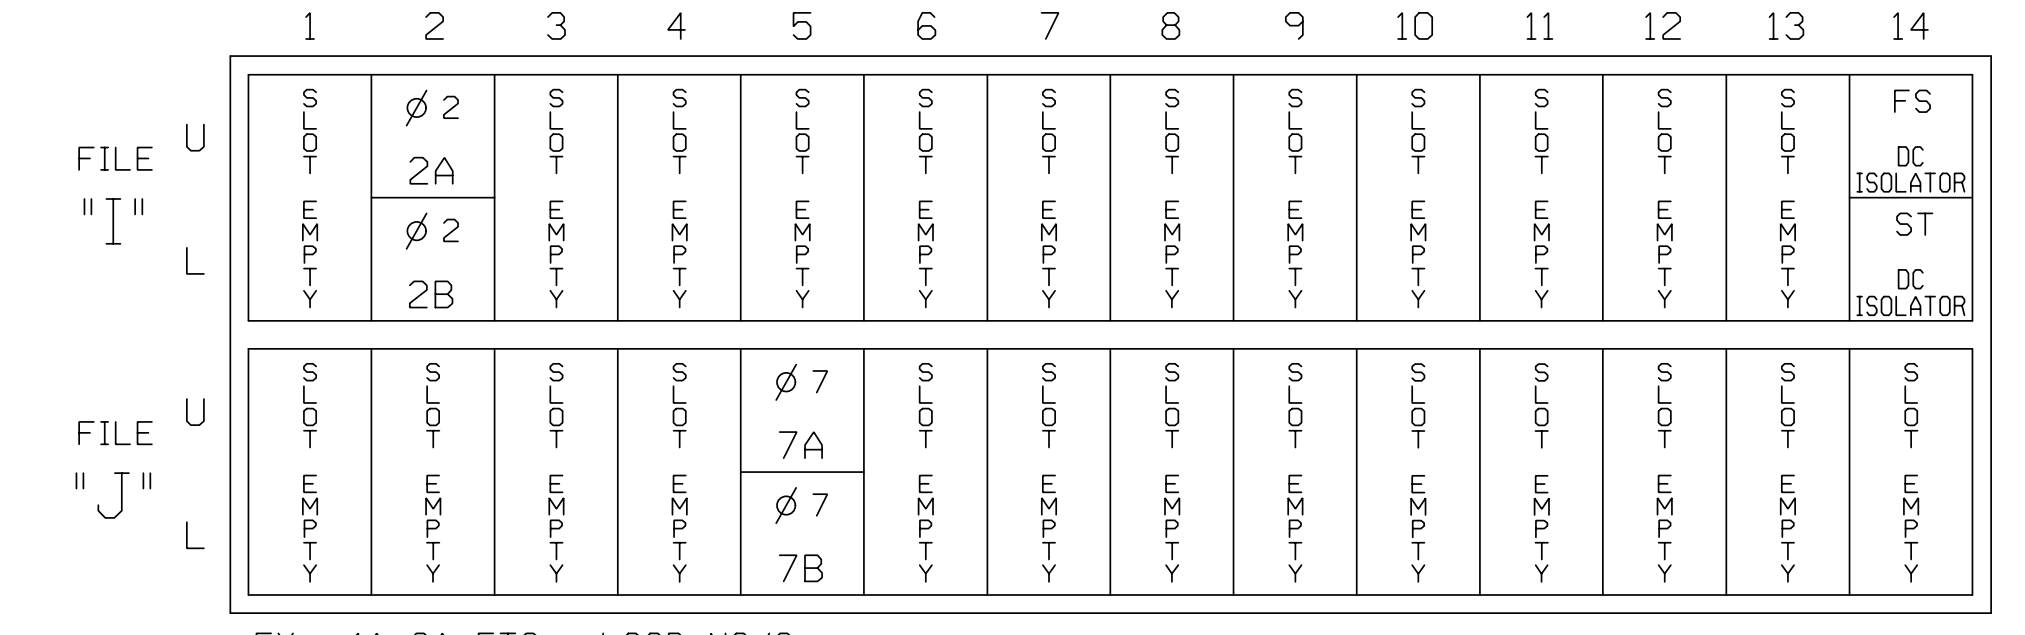 1 2 3 4 5 6 7 8 9 10 11 12 13 14
FILE
"I"
U
L
SLOT EMPTY
Ø 2
2A
Ø 2
2B
SLOT EMPTY
SLOT EMPTY
SLOT EMPTY
SLOT EMPTY
SLOT EMPTY
SLOT EMPTY
SLOT EMPTY
SLOT EMPTY
SLOT EMPTY
SLOT EMPTY
SLOT EMPTY
FS
DC
ISOLATOR
ST
DC
ISOLATOR
FILE
"J"
U
L
SLOT EMPTY
SLOT EMPTY
SLOT EMPTY
SLOT EMPTY
Ø 7
7A
Ø 7
7B
SLOT EMPTY
SLOT EMPTY
SLOT EMPTY
SLOT EMPTY
SLOT EMPTY
SLOT EMPTY
SLOT EMPTY
SLOT EMPTY
SLOT EMPTY